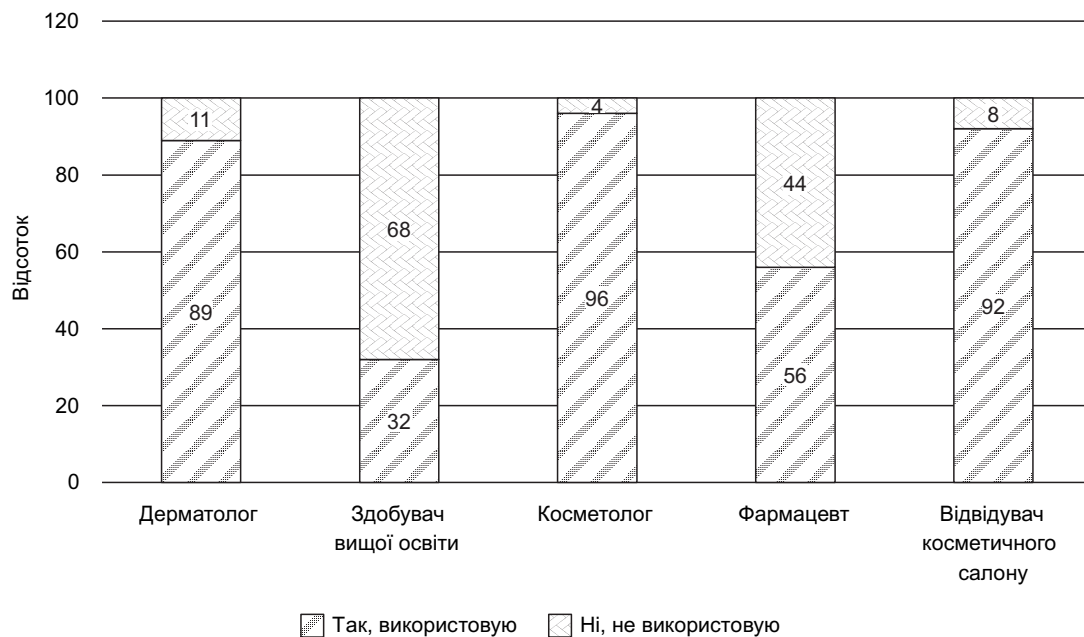 120
100
80
60
40
20
0
Відсоток
11
89
68
32
4
96
44
56
8
92
Дерматолог
Здобувач
вищої освіти
Косметолог
Фармацевт
Відвідувач
косметичного
салону
Так, використовую
Ні, не використовую